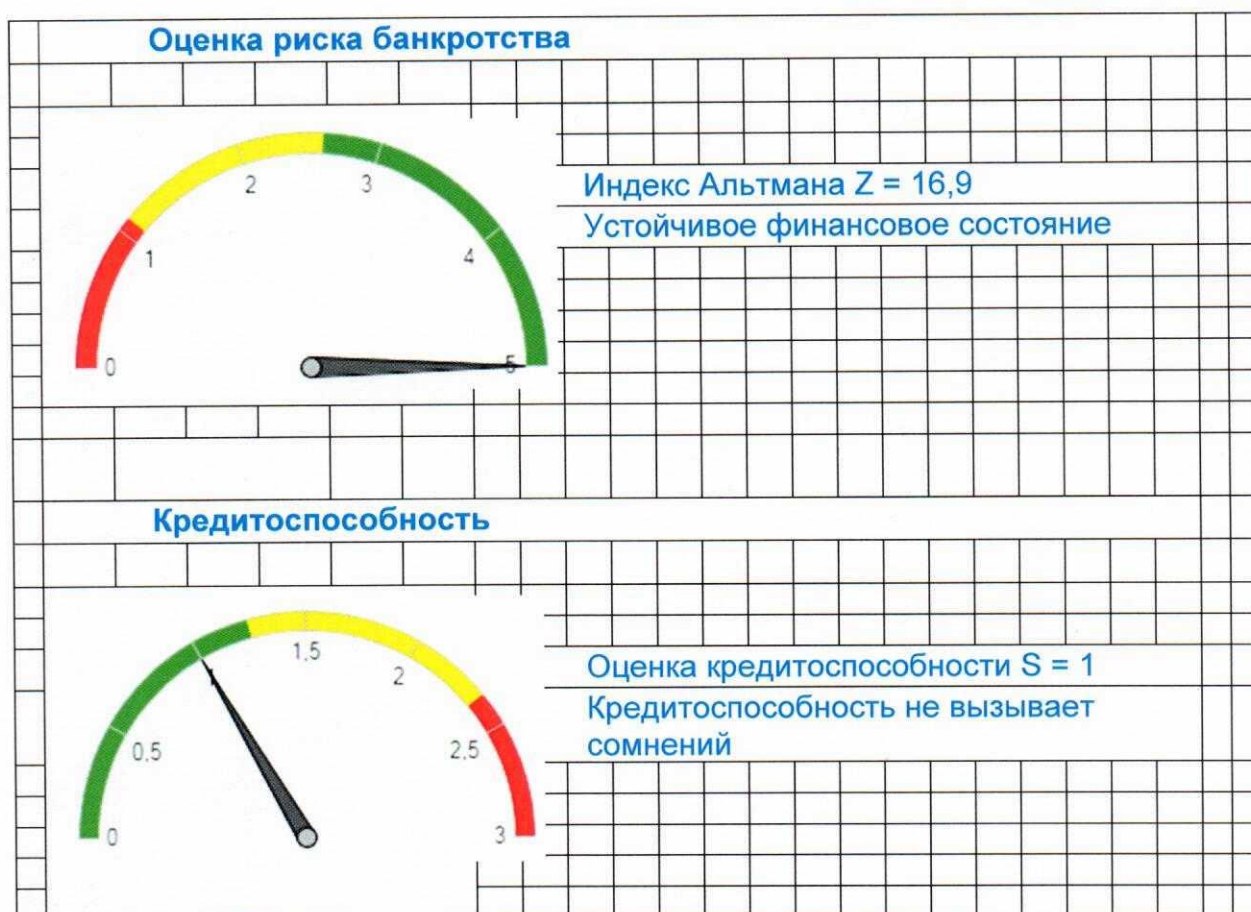 Оценка риска банкротства
2
3
Индекс Альтмана Z = 16,9
Устойчивое финансовое состояние
1
4
0
5
Кредитоспособность
1,5
Оценка кредитоспособности S = 1
2
1
Кредитоспособность не вызывает
сомнений
0,5
2,5
0
3